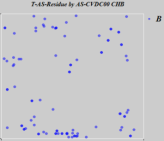 T-AS-Residue by AS-CVDC00 CHB
B